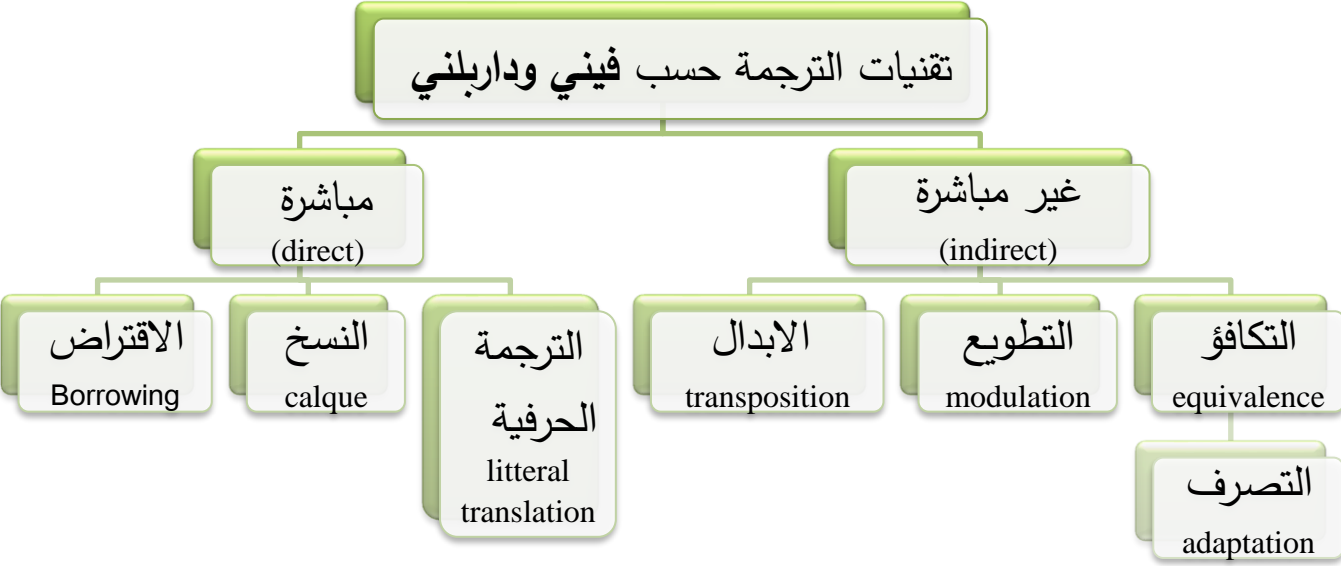 تقنيات الترجمة حسب فيني وداربلني
مباشرة
(direct)
غير مباشرة
(indirect)
الاقتراض
Borrowing
النسخ
calque
الترجمة
الحرفية
litteral
translation
الابدال
transposition
التطويع
modulation
التكافؤ
equivalence
التصرف
adaptation